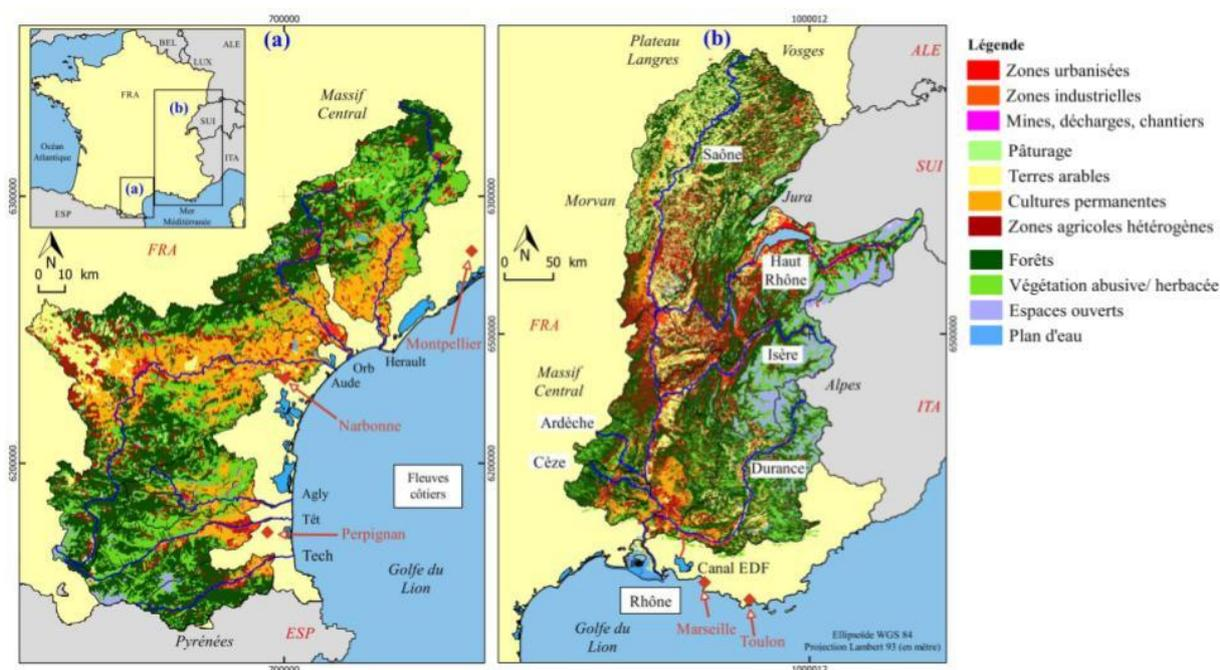 700000
(a)
BEL
ALE
LUX
FRA
(b)
SUI
Océan
Atlantique
ITA
(a)
Mer
Méditérranée
ESP
Massif
Central
6300000
6300000
N
0 10 km
FRA
Montpellier
Herault
Orb
Aude
Narbonne
6200000
6200000
Fleuves
côtiers
Agly
Têt
Perpignan
Tech
Golfe du
Lion
Pyrénées
ESP
700000
1000012
(b)
Plateau
Langres
Vosges
ALE
Saône
SUI
Jura
Morvan
N
0 50 km
Haut
Rhône
FRA
6500000
6500000
Isère
Massif
Central
Alpes
ITA
Ardèche
Cèze
Durance
Canal EDF
Rhône
Marseille
Toulon
Golfe du
Lion
Ellipsoïde WGS 84
Projection Lambert 93 (en mètre)
1000012
Légende
Zones urbanisées
Zones industrielles
Mines, décharges, chantiers
Pâturage
Terres arables
Cultures permanentes
Zones agricoles hétérogènes
Forêts
Végétation abusive/ herbacée
Espaces ouverts
Plan d'eau